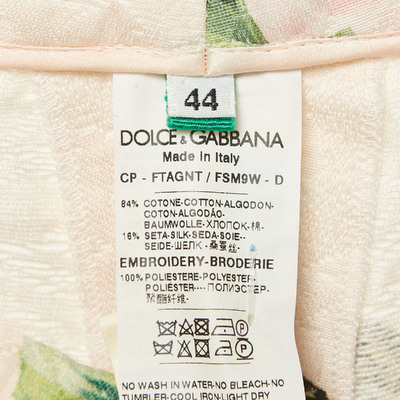 44
DOLCE & GABBANA
Made in Italy
CP - FTAGNT / FSM9W - D
84% COTONE-COTTON-ALGODON-
COTON-ALGODÃO-
BAUMWOLLE-ХЛОПОК-棉-
16% SETA-SILK-SEDA-SOIE--
SEIDE-ШЕЛК - 桑蚕丝-
EMBROIDERY-BRODERIE
100% POLIESTERE-POLYESTER-
POLIÉSTER----ПОЛИЭСТЕР-
聚酯纤维-
P
P
NO WASH IN WATER-NO BLEACH-NO
TUMBLER-COOL IRON-LIGHT DRY